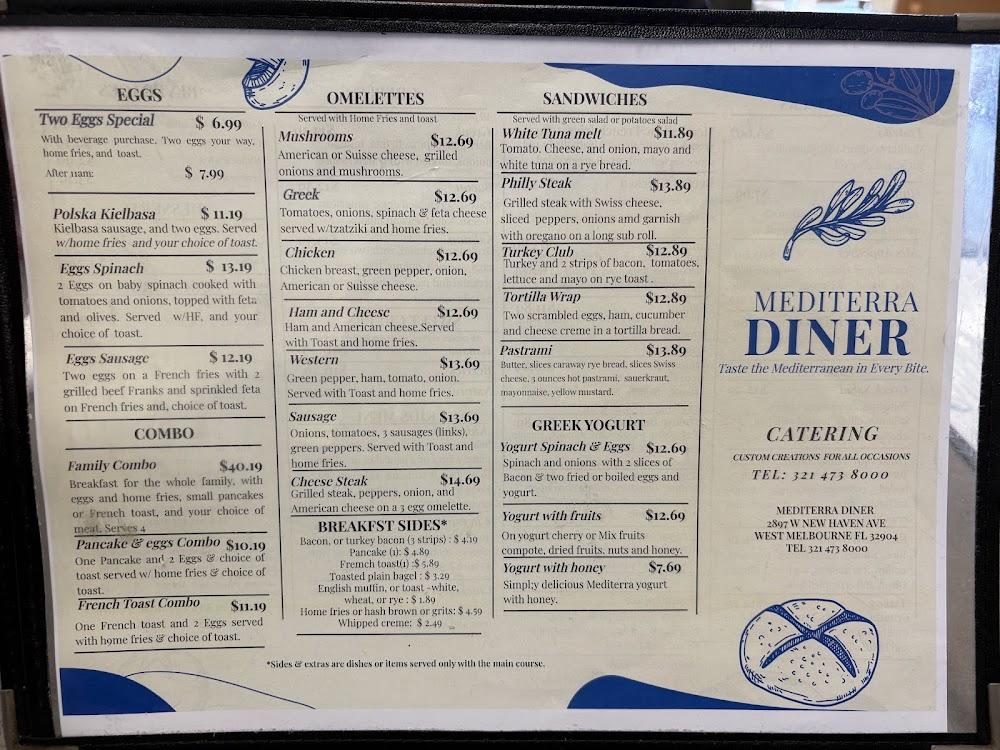 EGGS
Two Eggs Special $ 6.99
With beverage purchase. Two eggs your way,
home fries, and toast.
After 11am: $ 7.99
Polska Kielbasa $ 11.19
Kielbasa sausage, and two eggs. Served
w/home fries and your choice of toast.
Eggs Spinach $ 13.19
2 Eggs on baby spinach cooked with
tomatoes and onions, topped with feta
and olives. Served w/HF, and your
choice of toast.
Eggs Sausage $ 12.19
Two eggs on a French fries with 2
grilled beef Franks and sprinkled feta
on French fries and, choice of toast.
COMBO
Family Combo $40.19
Breakfast for the whole family, with
eggs and home fries, small pancakes
or French toast, and your choice of
meat. Serves 4
Pancake & eggs Combo $10.19
One Pancake and 2 Eggs & choice of
toast served w/ home fries & choice of
toast.
French Toast Combo $11.19
One French toast and 2 Eggs served
with home fries & choice of toast.
OMELETTES
Served with Home Fries and toast
Mushrooms $12.69
American or Suisse cheese, grilled
onions and mushrooms.
Greek $12.69
Tomatoes, onions, spinach & feta cheese
served w/tzatziki and home fries.
Chicken $12.69
Chicken breast, green pepper, onion,
American or Suisse cheese.
Ham and Cheese $12.69
Ham and American cheese.Served
with Toast and home fries.
Western $13.69
Green pepper, ham, tomato, onion.
Served with Toast and home fries.
Sausage $13.69
Onions, tomatoes, 3 sausages (links),
green peppers. Served with Toast and
home fries.
Cheese Steak $14.69
Grilled steak, peppers, onion, and
American cheese on a 3 egg omelette.
BREAKFST SIDES*
Bacon, or turkey bacon (3 strips) : $ 4.19
Pancake (1): $ 4.89
Fremch toast(1) :$ 5.89
Toasted plain bagel : $ 3.29
English muffin, or toast -white,
wheat, or rye : $ 1.89
Home fries or hash brown or grits: $ 4.59
Whipped creme: $ 2.49
SANDWICHES
Served with green salad or potatoes salad
White Tuna melt $11.89
Tomato. Cheese, and onion, mayo and
white tuna on a rye bread.
Philly Steak $13.89
Grilled steak with Swiss cheese,
sliced peppers, onions amd garnish
with oregano on a long sub roll.
Turkey Club $12.89
Turkey and 2 strips of bacon, tomatoes,
lettuce and mayo on rye toast .
Tortilla Wrap $12.89
Two scrambled eggs, ham, cucumber
and cheese creme in a tortilla bread.
Pastrami $13.89
Butter, slices caraway rye bread, slices Swiss
cheese, 3 ounces hot pastrami, sauerkraut,
mayonnaise, yellow mustard.
GREEK YOGURT
Yogurt Spinach & Eggs $12.69
Spinach and onions with 2 slices of
Bacon & two fried or boiled eggs and
yogurt.
Yogurt with fruits $12.69
On yogurt cherry or Mix fruits
compote, dried fruits, nuts and honey.
Yogurt with honey $7.69
Simply delicious Mediterra yogurt
with honey.
*Sides & extras are dishes or items served only with the main course.
MEDITERRA
DINER
Taste the Mediterranean in Every Bite.
CATERING
CUSTOM CREATIONS FOR ALL OCCASIONS
TEL: 321 473 8000
MEDITERRA DINER
2897 W NEW HAVEN AVE
WEST MELBOURNE FL 32904
TEL 321 473 8000